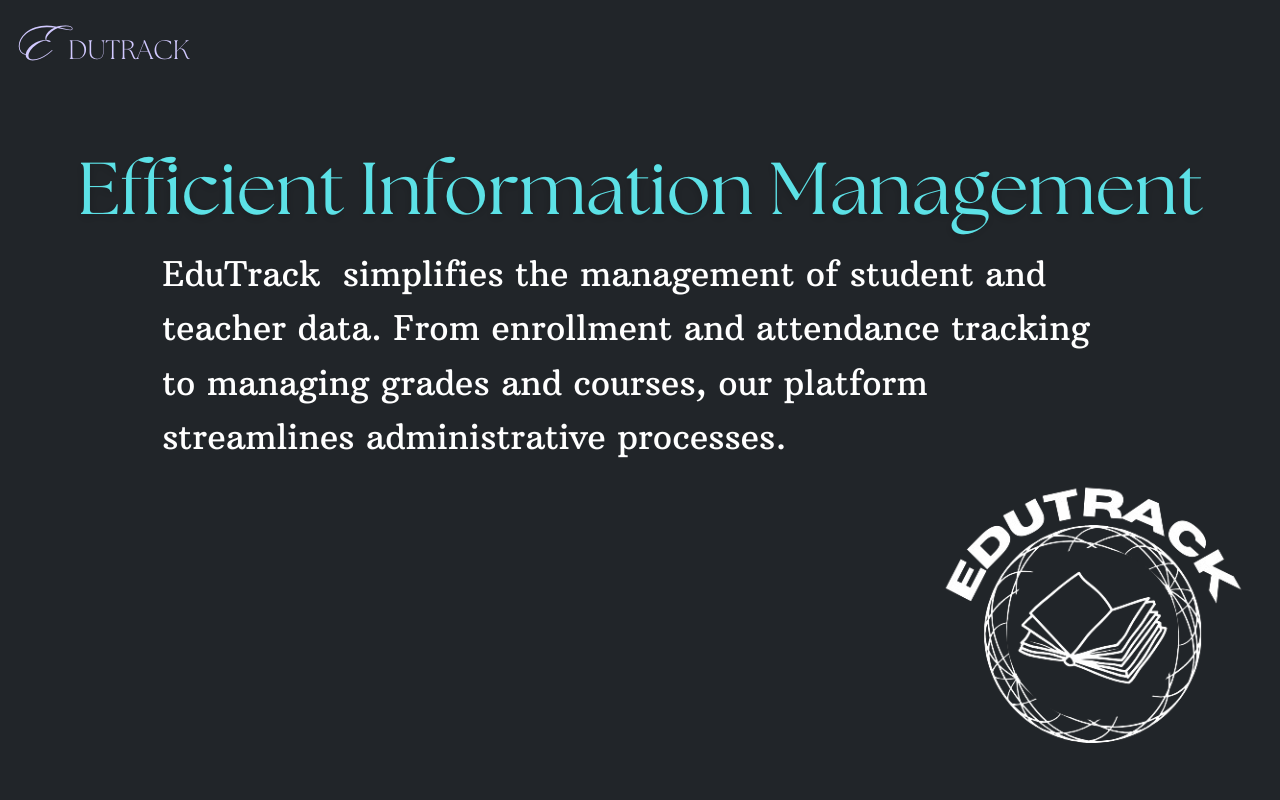 E DUTRACK
Efficient Information Management
EduTrack  simplifies the management of student and
teacher data. From enrollment and attendance tracking
to managing grades and courses, our platform
streamlines administrative processes.
EDUTRACK